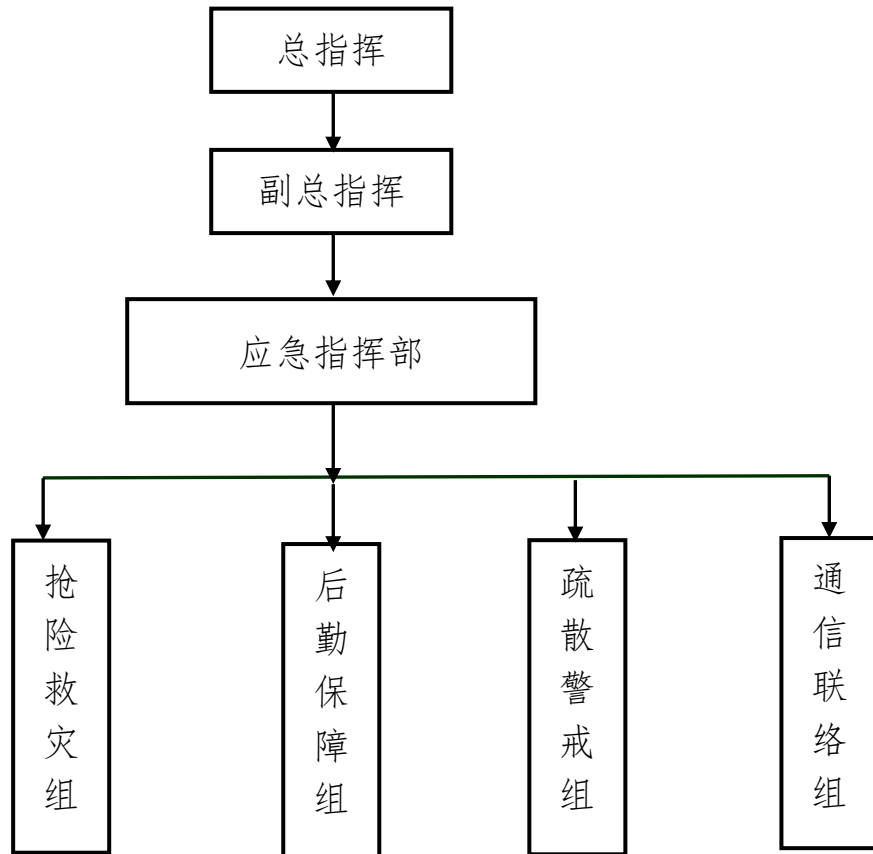 总指挥
副总指挥
应急指挥部
抢险救灾组
后勤保障组
疏散警戒组
通信联络组